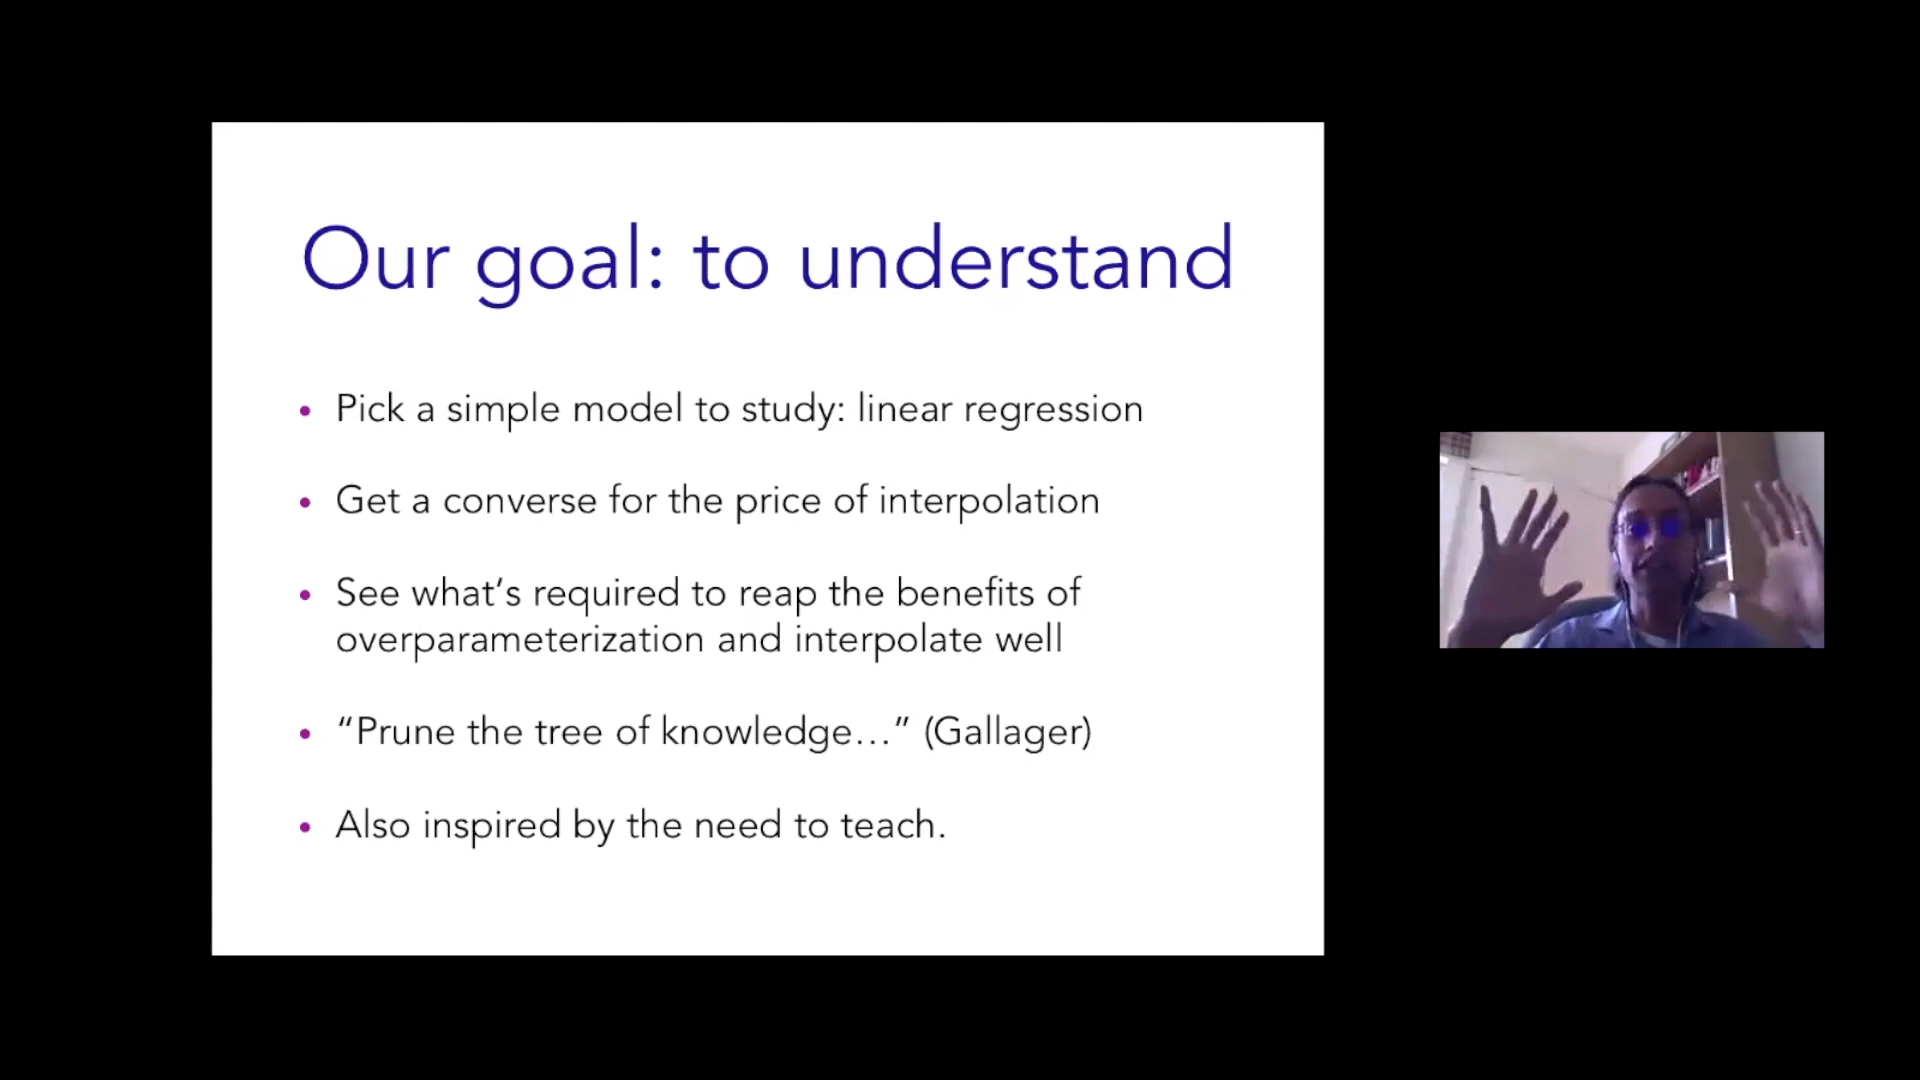 Our goal: to understand
• Pick a simple model to study: linear regression
• Get a converse for the price of interpolation
• See what’s required to reap the benefits of
overparameterization and interpolate well
• “Prune the tree of knowledge…” (Gallager)
• Also inspired by the need to teach.